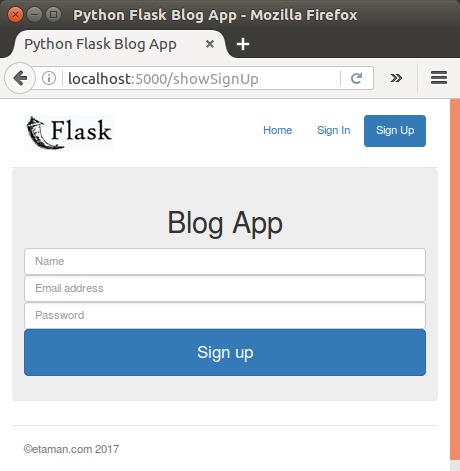 Python Flask Blog App - Mozilla Firefox
Python Flask Blog App
localhost:5000/showSignUp
Flask
Home Sign In Sign Up
Blog App
Name
Email address
Password
Sign up
©etaman.com 2017